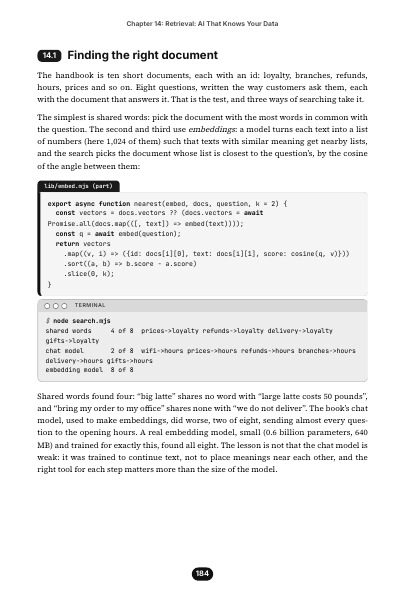 Chapter 14: Retrieval: AI That Knows Your Data
14.1 Finding the right document
The handbook is ten short documents, each with an id: loyalty, branches, refunds,
hours, prices and so on. Eight questions, written the way customers ask them, each
with the document that answers it. That is the test, and three ways of searching take it.
The simplest is shared words: pick the document with the most words in common with
the question. The second and third use embeddings: a model turns each text into a list
of numbers (here 1,024 of them) such that texts with similar meaning get nearby lists,
and the search picks the document whose list is closest to the question's, by the cosine
of the angle between them:
lib/embed.mjs (part)
export async function nearest(embed, docs, question, k = 2) {
const vectors = docs.vectors ?? (docs.vectors = await
Promise.all(docs.map(([, text]) => embed(text))));
const q = await embed(question);
return vectors
.map((v, i) => ({id: docs[i][0], text: docs[i][1], score: cosine(q, v)}))
.sort((a, b) => b.score - a.score)
.slice(0, k);
}
TERMINAL
$ node search.mjs
shared words 4 of 8 prices->loyalty refunds->loyalty delivery->loyalty
gifts->loyalty
chat model 2 of 8 wifi->hours prices->hours refunds->hours branches->hours
delivery->hours gifts->hours
embedding model 8 of 8
Shared words found four: “big latte” shares no word with “large latte costs 50 pounds”,
and “bring my order to my office” shares none with “we do not deliver”. The book's chat
model, used to make embeddings, did worse, two of eight, sending almost every ques-
tion to the opening hours. A real embedding model, small (0.6 billion parameters, 640
MB) and trained for exactly this, found all eight. The lesson is not that the chat model is
weak: it was trained to continue text, not to place meanings near each other, and the
right tool for each step matters more than the size of the model.
184